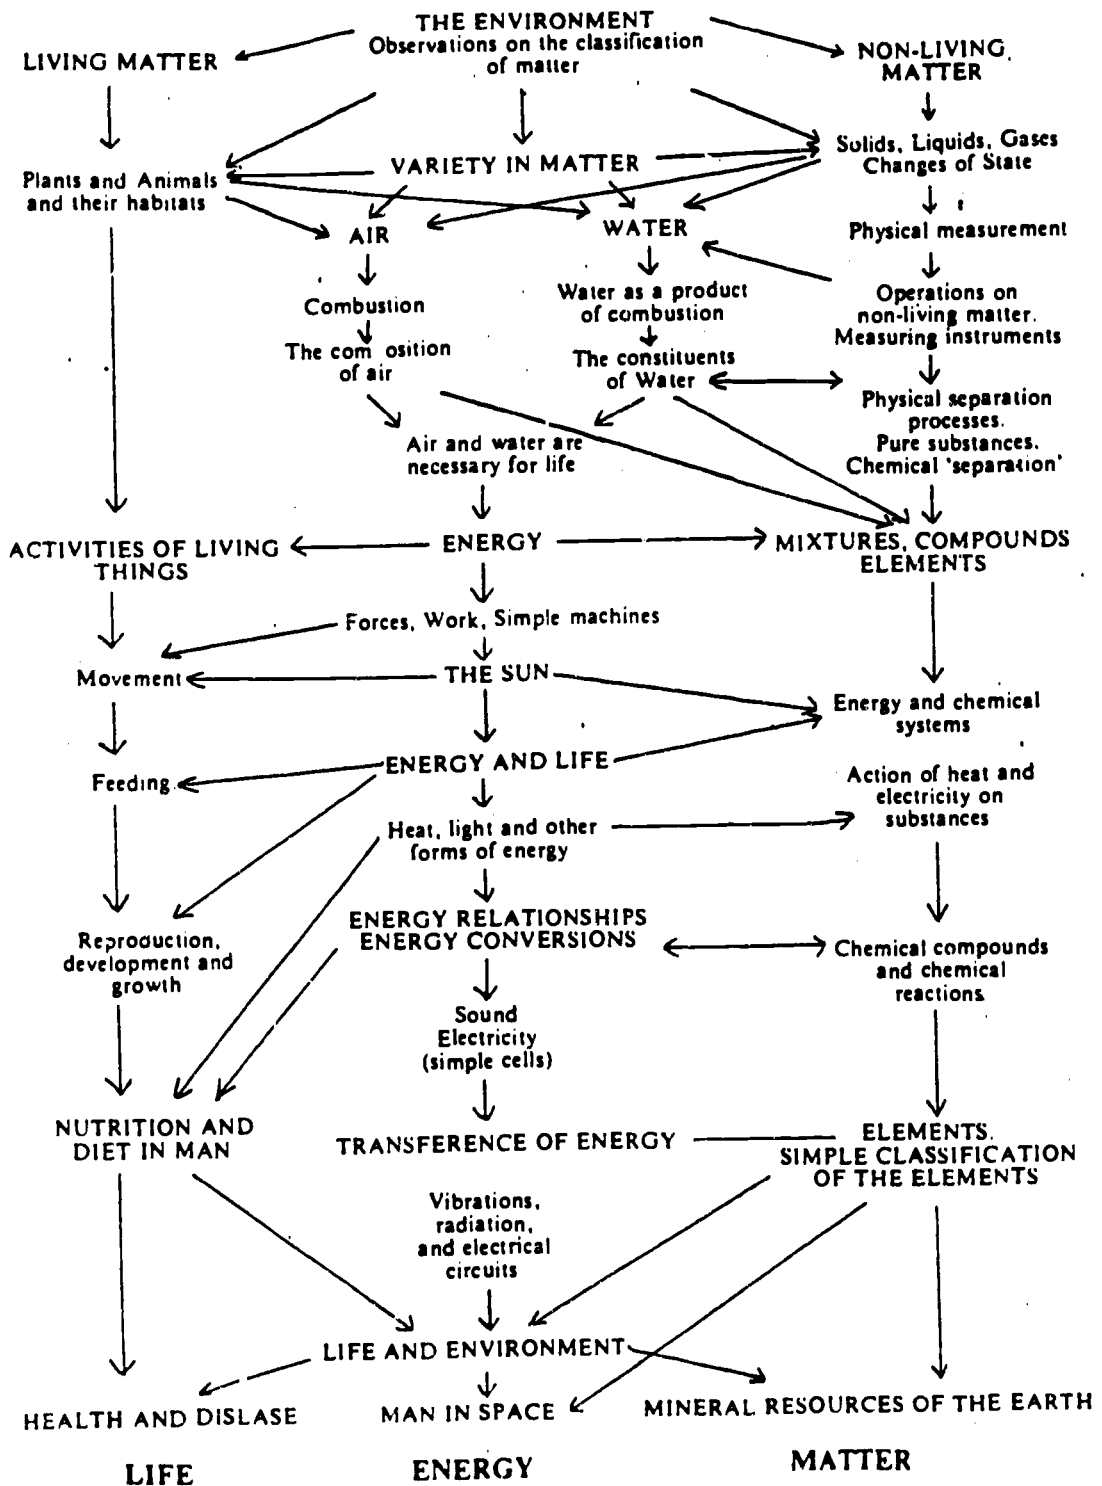 THE ENVIRONMENT
Observations on the classification
of matter
LIVING MATTER
NON-LIVING
MATTER
Solids, Liquids, Gases
Changes of State
VARIETY IN MATTER
Plants and Animals
and their habitats
AIR
WATER
Physical measurement
Combustion
Water as a product
of combustion
Operations on
non-living matter.
Measuring instruments
The com osition
of air
The constituents
of Water
Physical separation
processes.
Pure substances.
Chemical 'separation'
Air and water are
necessary for life
ACTIVITIES OF LIVING
THINGS
ENERGY
MIXTURES, COMPOUNDS
ELEMENTS
Forces, Work, Simple machines
Movement
THE SUN
Energy and chemical
systems
ENERGY AND LIFE
Feeding
Action of heat and
electricity on
substances
Heat, light and other
forms of energy
ENERGY RELATIONSHIPS
ENERGY CONVERSIONS
Reproduction,
development and
growth
Chemical compounds
and chemical
reactions
Sound
Electricity
(simple cells)
NUTRITION AND
DIET IN MAN
TRANSFERENCE OF ENERGY
ELEMENTS.
SIMPLE CLASSIFICATION
OF THE ELEMENTS
Vibrations,
radiation,
and electrical
circuits
LIFE AND ENVIRONMENT
HEALTH AND DISLASE
MAN IN SPACE
MINERAL RESOURCES OF THE EARTH
LIFE
ENERGY
MATTER